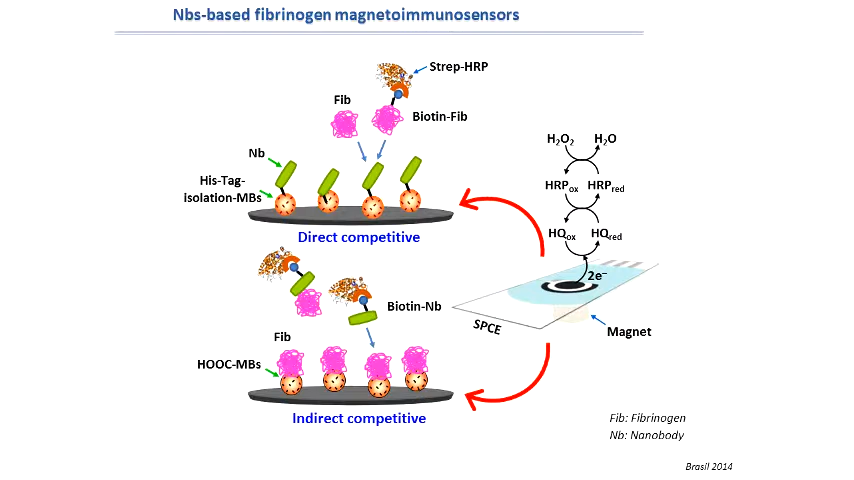 Nbs-based fibrinogen magnetoimmunosensors
Strep-HRP
Fib
Biotin-Fib
Nb
His-Tag-
isolation-MBs
Direct competitive
H2O2 H2O
HRPox HRPred
HQox HQred
2e–
SPCE
Magnet
Biotin-Nb
Fib
HOOC-MBs
Indirect competitive
Fib: Fibrinogen
Nb: Nanobody
Brasil 2014